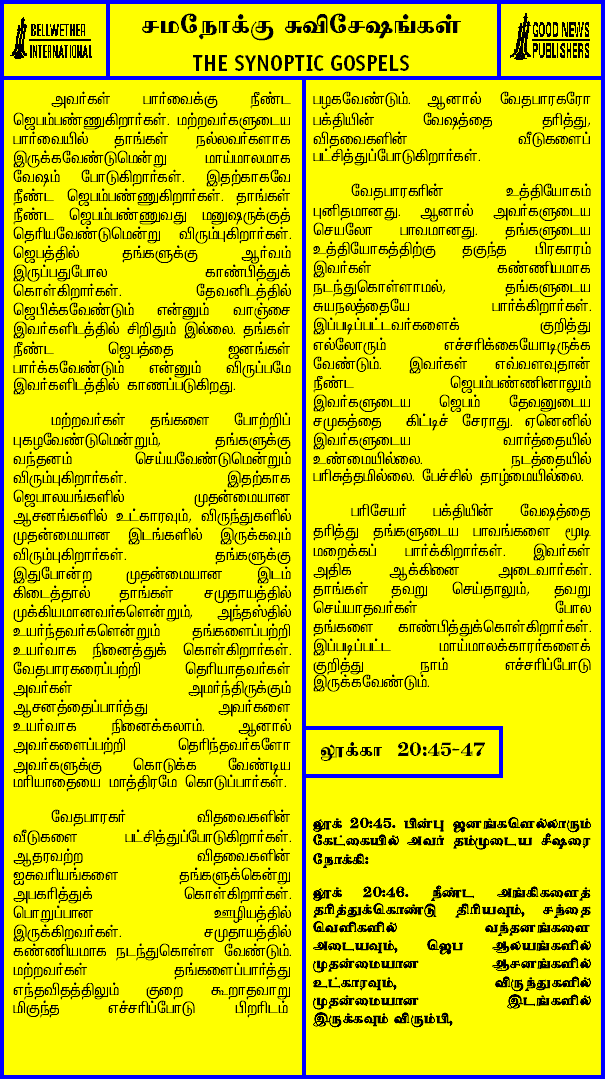 BELLWETHER
INTERNATIONAL
சமநோக்கு சுவிசேஷங்கள்
THE SYNOPTIC GOSPELS
GOOD NEWS
PUBLISHERS
அவர்கள் பார்வைக்கு நீண்ட
ஜெபம்பண்ணுகிறார்கள். மற்றவர்களுடைய
பார்வையில் தாங்கள் நல்லவர்களாக
இருக்கவேண்டுமென்று மாய்மாலமாக
வேஷம் போடுகிறார்கள். இதற்காகவே
நீண்ட ஜெபம்பண்ணுகிறார்கள். தாங்கள்
நீண்ட ஜெபம்பண்ணுவது மனுஷருக்குத்
தெரியவேண்டுமென்று விரும்புகிறார்கள்.
ஜெபத்தில் தங்களுக்கு ஆர்வம்
இருப்பதுபோல காண்பித்துக்
கொள்கிறார்கள். தேவனிடத்தில்
ஜெபிக்கவேண்டும் என்னும் வாஞ்சை
இவர்களிடத்தில் சிறிதும் இல்லை. தங்கள்
நீண்ட ஜெபத்தை ஜனங்கள்
பார்க்கவேண்டும் என்னும் விருப்பமே
இவர்களிடத்தில் காணப்படுகிறது.
மற்றவர்கள் தங்களை போற்றிப்
புகழவேண்டுமென்றும், தங்களுக்கு
வந்தனம் செய்யவேண்டுமென்றும்
விரும்புகிறார்கள். இதற்காக
ஜெபாலயங்களில் முதன்மையான
ஆசனங்களில் உட்காரவும், விருந்துகளில்
முதன்மையான இடங்களில் இருக்கவும்
விரும்புகிறார்கள். தங்களுக்கு
இதுபோன்ற முதன்மையான இடம்
கிடைத்தால் தாங்கள் சமுதாயத்தில்
முக்கியமானவர்களென்றும், அந்தஸ்தில்
உயர்ந்தவர்களென்றும் தங்களைப்பற்றி
உயர்வாக நினைத்துக் கொள்கிறார்கள்.
வேதபாரகரைப்பற்றி தெரியாதவர்கள்
அவர்கள் அமர்ந்திருக்கும்
ஆசனத்தைப்பார்த்து அவர்களை
உயர்வாக நினைக்கலாம். ஆனால்
அவர்களைப்பற்றி தெரிந்தவர்களோ
அவர்களுக்கு கொடுக்க வேண்டிய
மரியாதையை மாத்திரமே கொடுப்பார்கள்.
வேதபாரகர் விதவைகளின்
வீடுகளை பட்சித்துப்போடுகிறார்கள்.
ஆதரவற்ற விதவைகளின்
ஐசுவரியங்களை தங்களுக்கென்று
அபகரித்துக் கொள்கிறார்கள்.
பொறுப்பான ஊழியத்தில்
இருக்கிறவர்கள். சமுதாயத்தில்
கண்ணியமாக நடந்துகொள்ள வேண்டும்.
மற்றவர்கள் தங்களைப்பார்த்து
எந்தவிதத்திலும் குறை கூறாதவாறு
மிகுந்த எச்சரிப்போடு பிறரிடம்
பழகவேண்டும். ஆனால் வேதபாரகரோ
பக்தியின் வேஷத்தை தரித்து,
விதவைகளின் வீடுகளைப்
பட்சித்துப்போடுகிறார்கள்.
வேதபாரகரின் உத்தியோகம்
புனிதமானது. ஆனால் அவர்களுடைய
செயலோ பாவமானது. தங்களுடைய
உத்தியோகத்திற்கு தகுந்த பிரகாரம்
இவர்கள் கண்ணியமாக
நடந்துகொள்ளாமல், தங்களுடைய
சுயநலத்தையே பார்க்கிறார்கள்.
இப்படிப்பட்டவர்களைக் குறித்து
எல்லோரும் எச்சரிக்கையோடிருக்க
வேண்டும். இவர்கள் எவ்வளவுதான்
நீண்ட ஜெபம்பண்ணினாலும்
இவர்களுடைய ஜெபம் தேவனுடைய
சமுகத்தை கிட்டிச் சேராது. ஏனெனில்
இவர்களுடைய வார்த்தையில்
உண்மையில்லை. நடத்தையில்
பரிசுத்தமில்லை. பேச்சில் தாழ்மையில்லை.
பரிசேயர் பக்தியின் வேஷத்தை
தரித்து தங்களுடைய பாவங்களை மூடி
மறைக்கப் பார்க்கிறார்கள். இவர்கள்
அதிக ஆக்கினை அடைவார்கள்.
தாங்கள் தவறு செய்தாலும், தவறு
செய்யாதவர்கள் போல
தங்களை காண்பித்துக்கொள்கிறார்கள்.
இப்படிப்பட்ட மாய்மாலக்காரர்களைக்
குறித்து நாம் எச்சரிப்போடு
இருக்கவேண்டும்.
லூக்கா 20:45-47
லூக் 20:45. பின்பு ஜனங்களெல்லாரும்
கேட்கையில் அவர் தம்முடைய சீஷரை
நோக்கி:
லூக் 20:46. நீண்ட அங்கிகளைத்
தரித்துக்கொண்டு திரியவும், சந்தை
வெளிகளில் வந்தனங்களை
அடையவும், ஜெப ஆலயங்களில்
முதன்மையான ஆசனங்களில்
உட்காரவும், விருந்துகளில்
முதன்மையான இடங்களில்
இருக்கவும் விரும்பி,